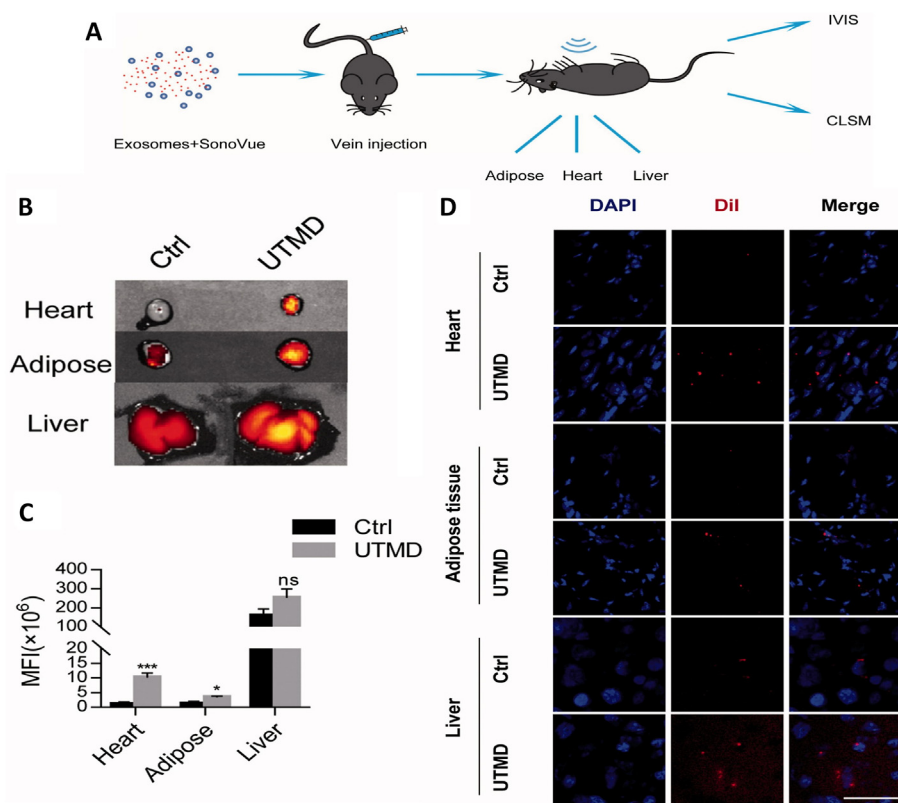 A
IVIS
CLSM
Exosomes+SonoVue
Vein injection
Adipose Heart Liver
B
Ctrl UTMD
Heart
Adipose
Liver
C
Ctrl
UTMD
MFI(×10⁶)
400
300
200
100
20
15
10
5
0
*** * ns
Heart Adipose Liver
D
DAPI DiI Merge
Heart
Ctrl
UTMD
Adipose tissue
Ctrl
UTMD
Liver
Ctrl
UTMD